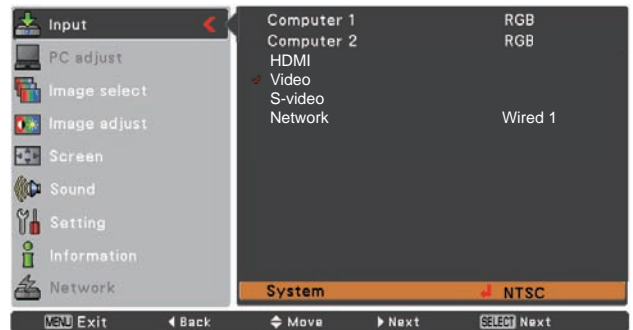 Input
PC adjust
Image select
Image adjust
Screen
Sound
Setting
Information
Network
Computer 1 RGB
Computer 2 RGB
HDMI
Video
S-video
Network Wired 1
System NTSC
MENU Exit Back Move Next SELECT Next